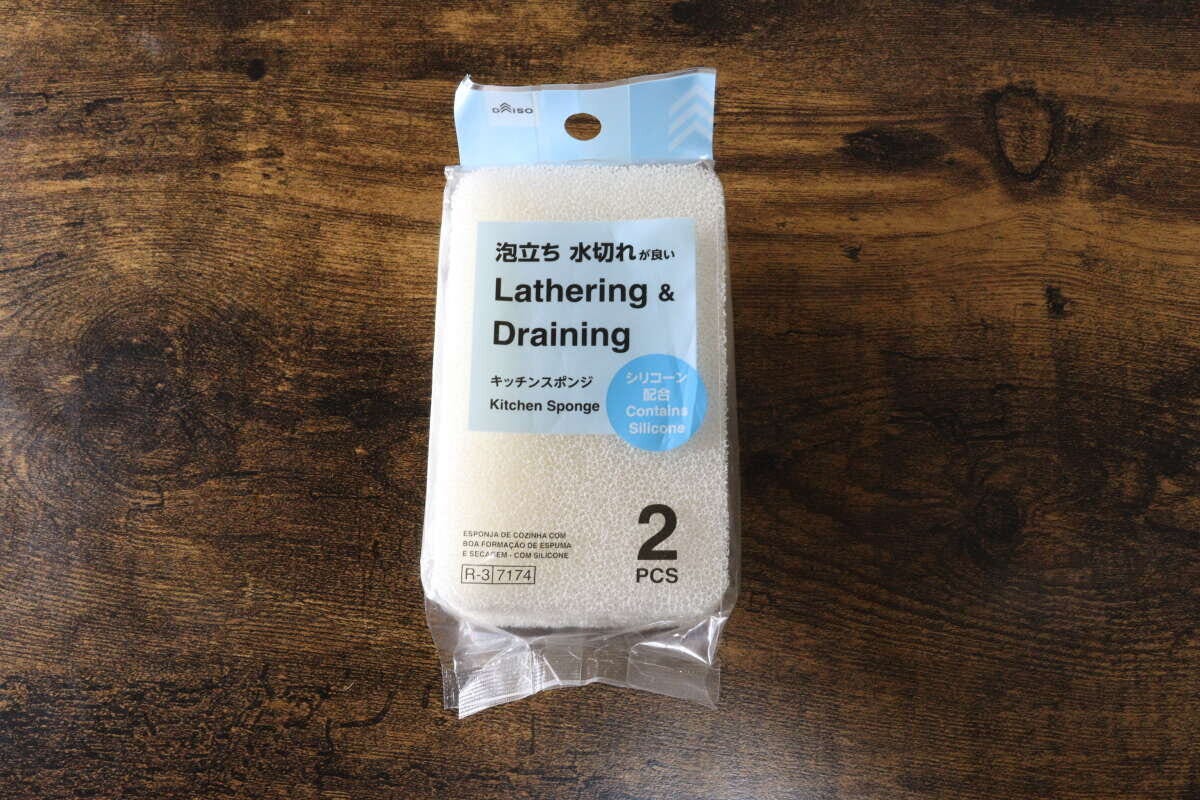 DAISO
泡立ち 水切れが良い
Lathering &
Draining
キッチンスポンジ
Kitchen Sponge
シリコーン
配合
Contains
Silicone
ESPONJA DE COZINHA COM
BOA FORMAÇÃO DE ESPUMA
E SECAGEM - COM SILICONE
R-3 7174
2
PCS